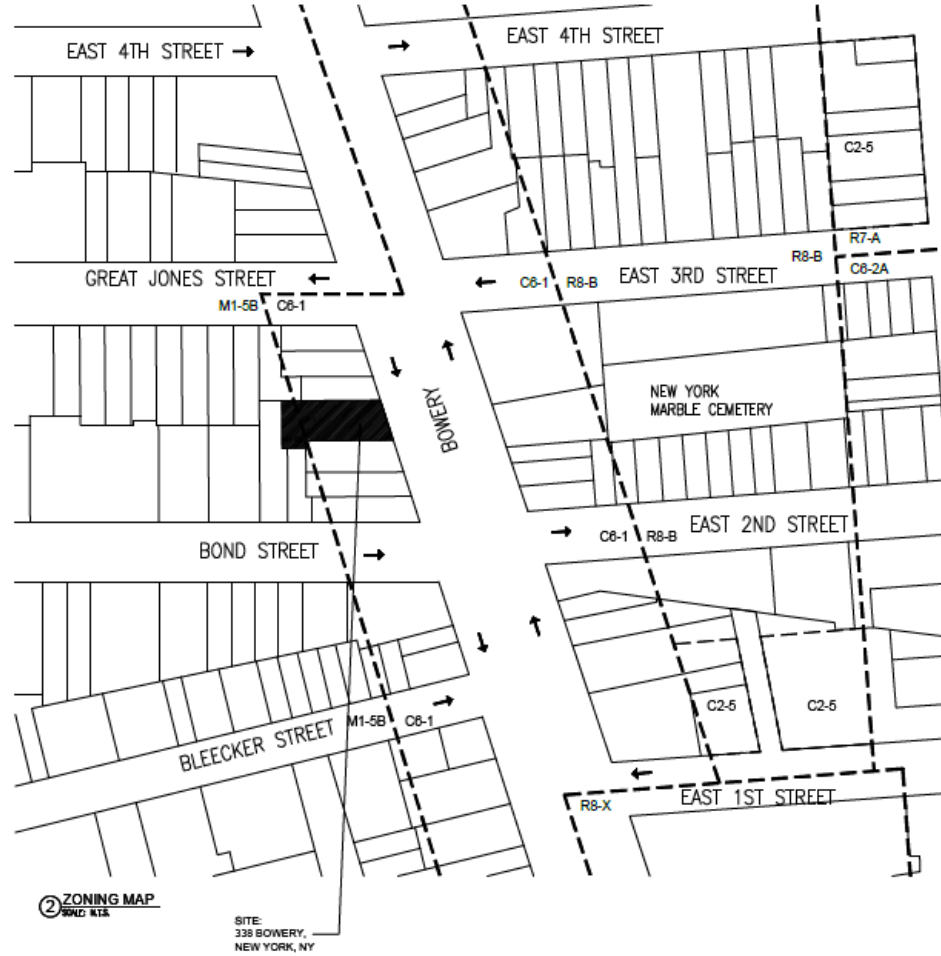 EAST 4TH STREET
EAST 4TH STREET
C2-5
R7-A
R8-B
C6-2A
GREAT JONES STREET
C6-1
R8-B
EAST 3RD STREET
M1-5B
C6-1
BOWERY
NEW YORK
MARBLE CEMETERY
BOND STREET
C6-1
R8-B
EAST 2ND STREET
M1-5B
C6-1
C2-5
C2-5
BLEECKER STREET
R8-X
EAST 1ST STREET
2
ZONING MAP
SCALE: N.T.S.
SITE:
338 BOWERY,
NEW YORK, NY